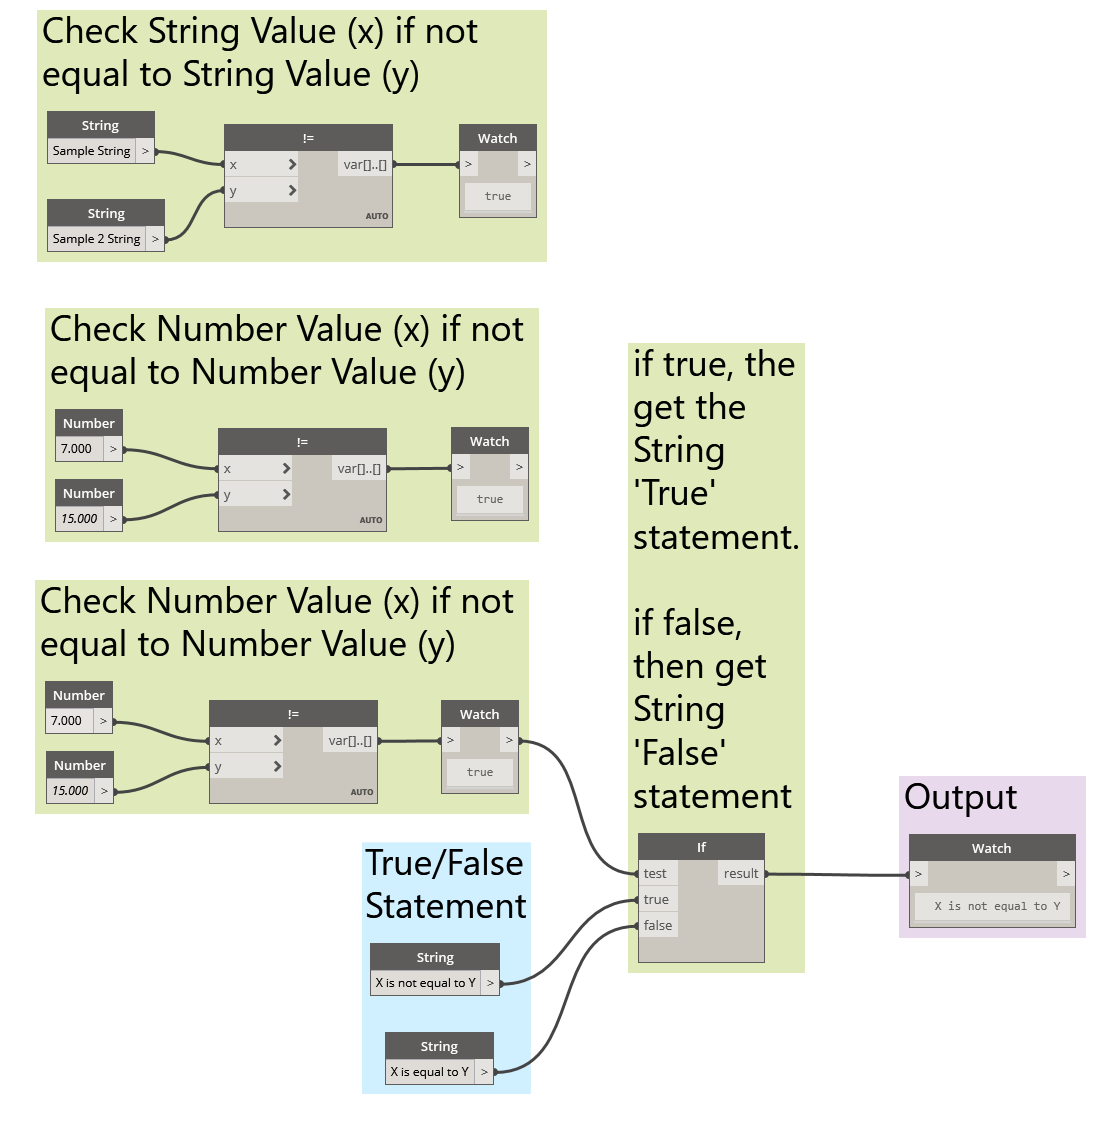 Check String Value (x) if not
equal to String Value (y)
String
Sample String >
String
Sample 2 String >
!=
x > var[]..[]
y >
AUTO
Watch
> >
true
Check Number Value (x) if not
equal to Number Value (y)
Number
7.000 >
Number
15.000 >
!=
x > var[]..[]
y >
AUTO
Watch
> >
true
Check Number Value (x) if not
equal to Number Value (y)
Number
7.000 >
Number
15.000 >
!=
x > var[]..[]
y >
AUTO
Watch
> >
true
True/False
Statement
String
X is not equal to Y >
String
X is equal to Y >
if true, the
get the
String
'True'
statement.
if false,
then get
String
'False'
statement
If
test result
true
false
Output
Watch
> >
X is not equal to Y